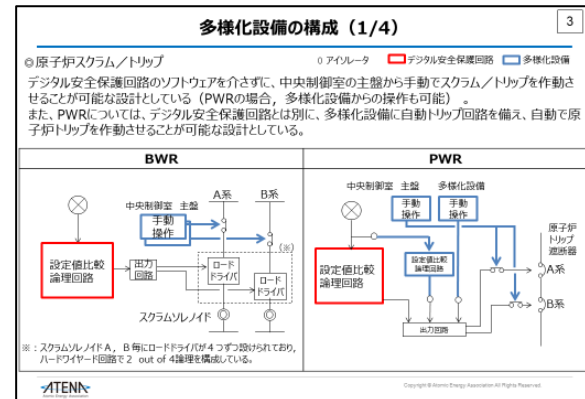 多様化設備の構成（1/4）
3
◎原子炉スクラム／トリップ
○ アイソレータ
デジタル安全保護回路
多様化設備
デジタル安全保護回路のソフトウェアを介さずに，中央制御室の主盤から手動でスクラム／トリップを作動さ
せることが可能な設計としている（PWRの場合，多様化設備からの操作も可能）。
また、PWRについては、デジタル安全保護回路とは別に、多様化設備に自動トリップ回路を備え、自動で原
子炉トリップを作動させることが可能な設計としている。
BWR
A系
B系
中央制御室 主盤
手動
操作
(※)
設定値比較
論理回路
出力
回路
ロード
ドライバ
ロード
ドライバ
スクラムソレノイド
※：スクラムソレノイドA，B 毎にロードドライバが４つずつ設けられており，
ハードワイヤード回路で 2 out of 4論理を構成している。
PWR
中央制御室 主盤
多様化設備
手動
操作
手動
操作
原子炉
トリップ
遮断器
設定値比較
論理回路
設定値比較
論理回路
A系
B系
出力回路
ATENA
Atomic Energy Association
Copyright © Atomic Energy Association All Rights Reserved.